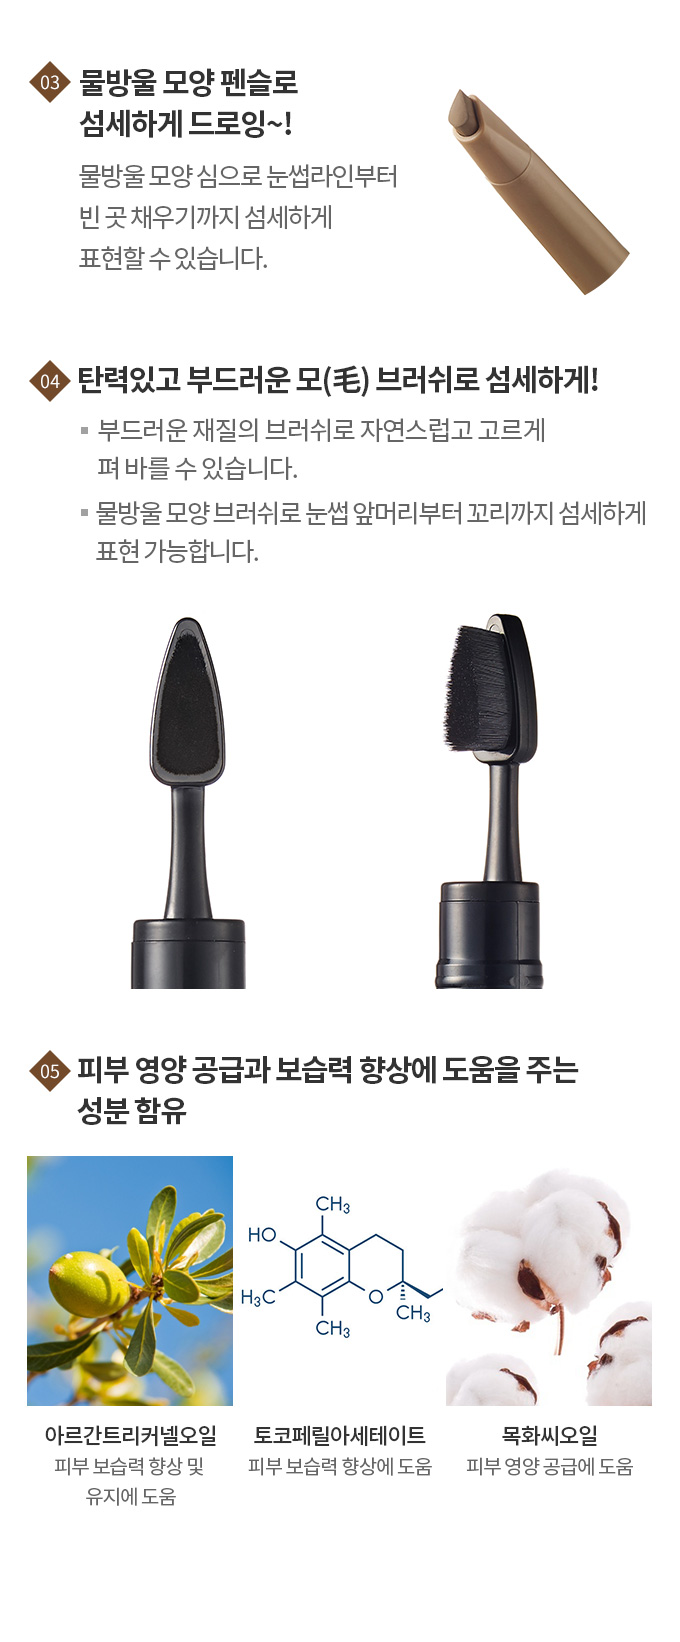 03
물방울 모양 펜슬로
섬세하게 드로잉~!
물방울 모양 심으로 눈썹라인부터
빈 곳 채우기까지 섬세하게
표현할 수 있습니다.
04
탄력있고 부드러운 모(毛) 브러쉬로 섬세하게!
부드러운 재질의 브러쉬로 자연스럽고 고르게
펴 바를 수 있습니다.
물방울 모양 브러쉬로 눈썹 앞머리부터 꼬리까지 섬세하게
표현 가능합니다.
05
피부 영양 공급과 보습력 향상에 도움을 주는
성분 함유
CH₃
HO
H₃C
O
CH₃
CH₃
아르간트리커넬오일
피부 보습력 향상 및
유지에 도움
토코페릴아세테이트
피부 보습력 향상에 도움
목화씨오일
피부 영양 공급에 도움